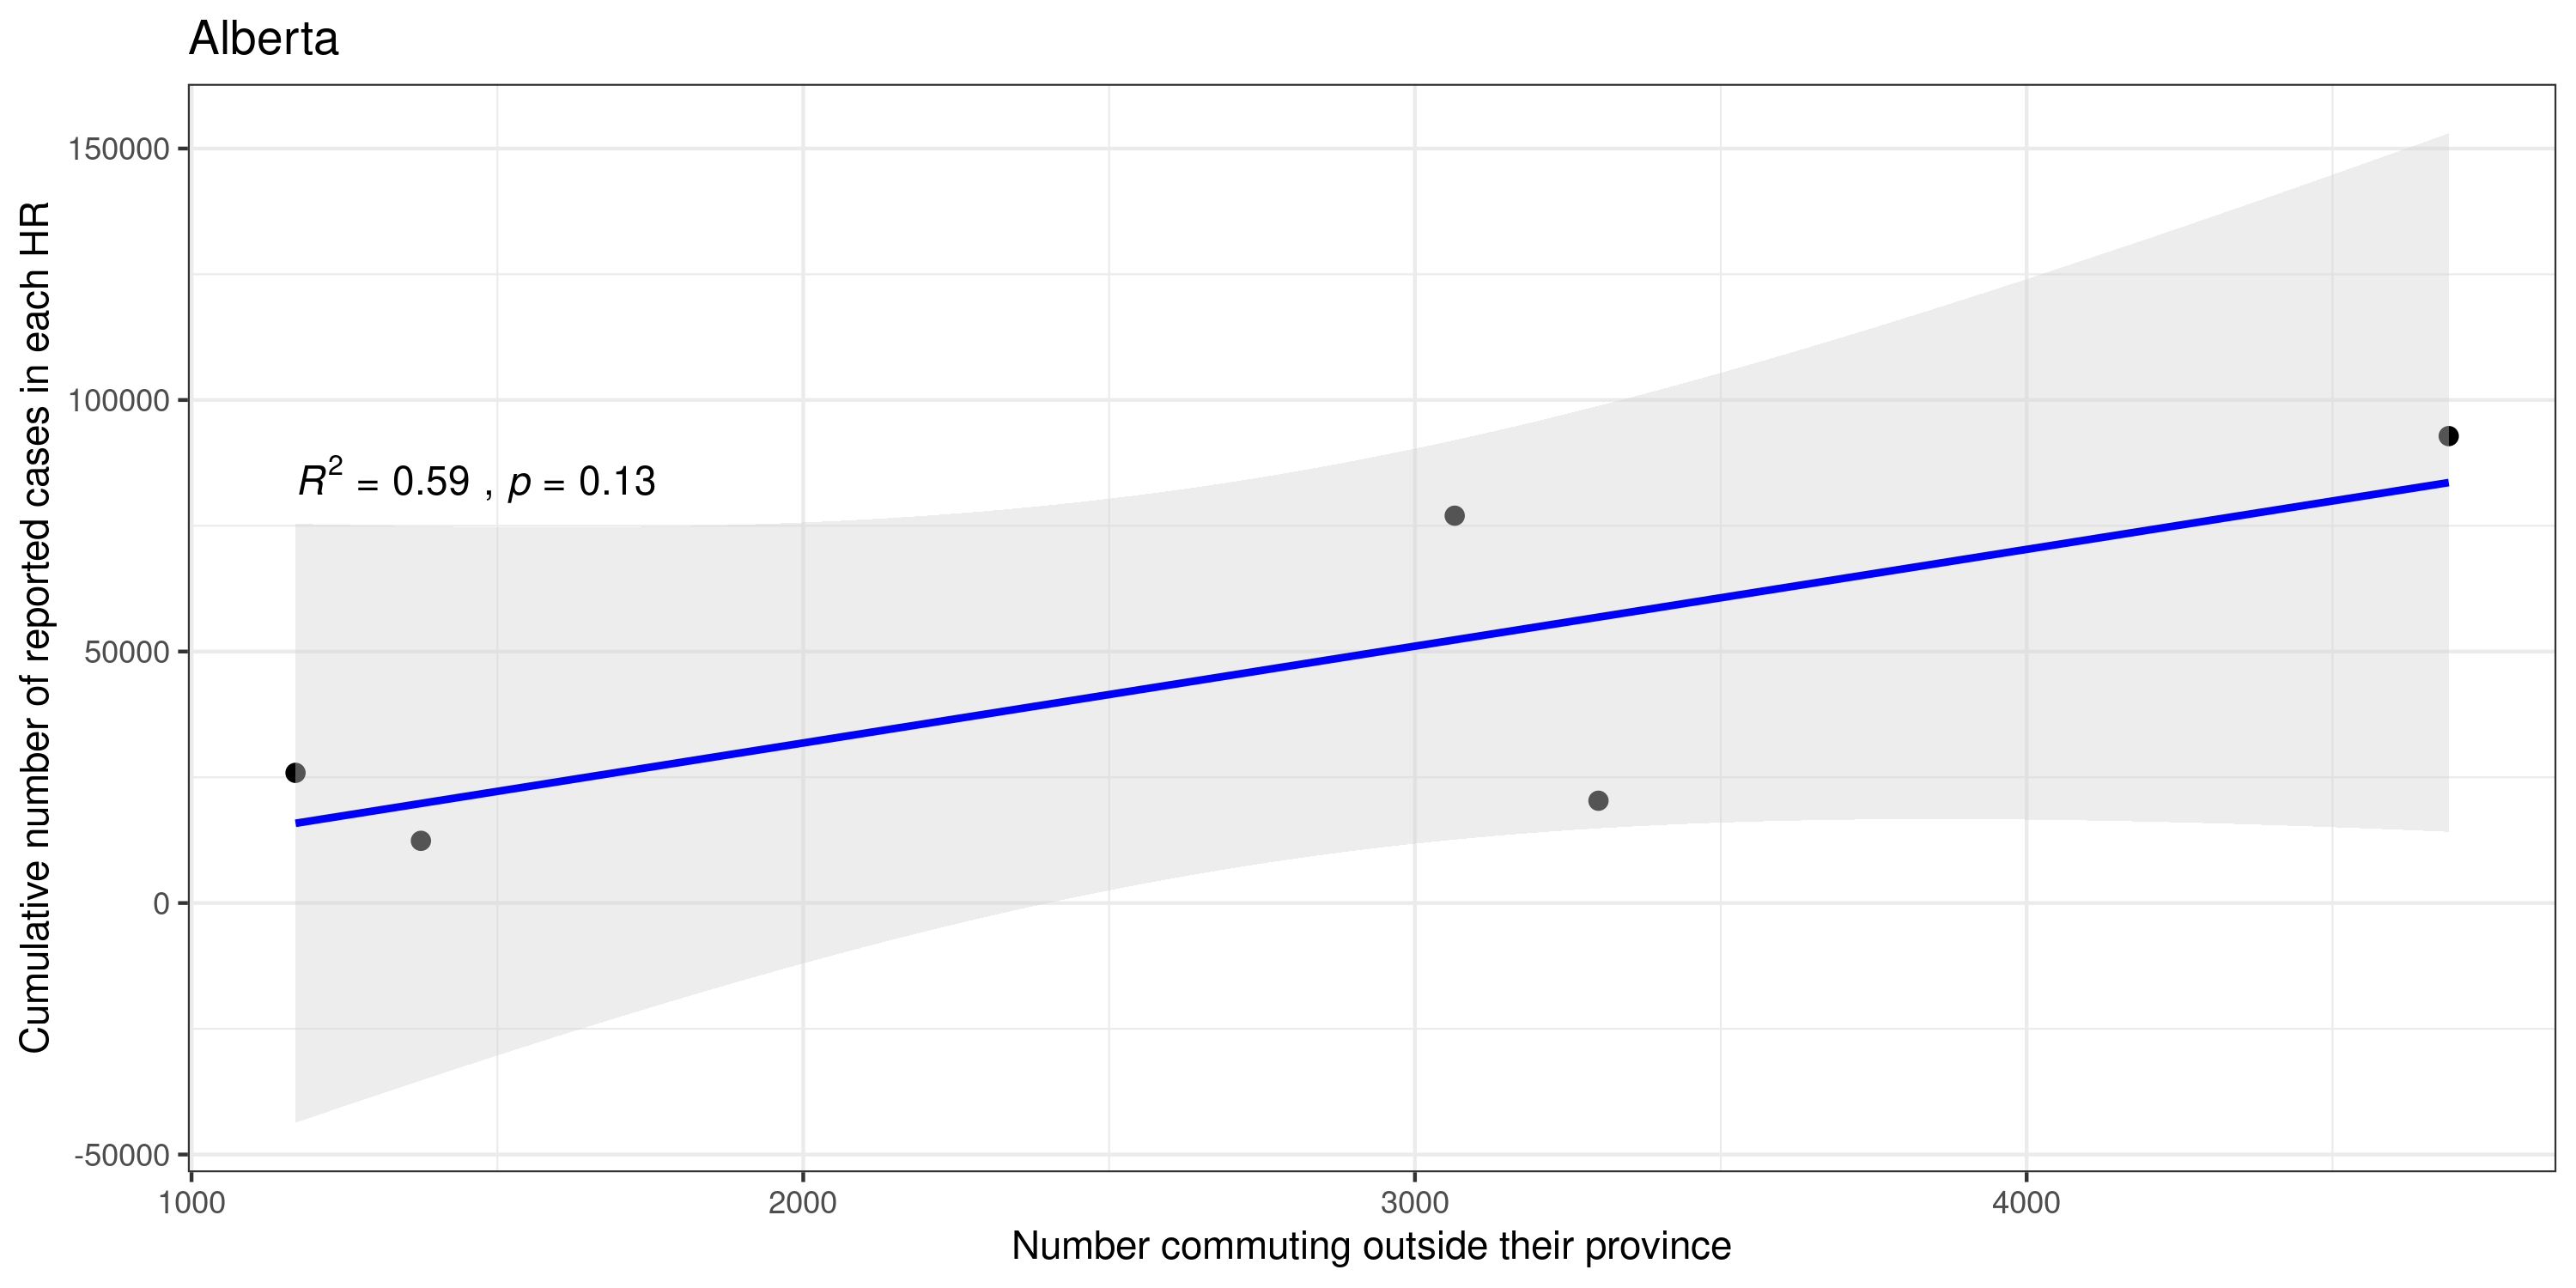 Alberta
Cumulative number of reported cases in each HR
150000
100000
50000
0
-50000
R² = 0.59 , p = 0.13
1000
2000
3000
4000
Number commuting outside their province